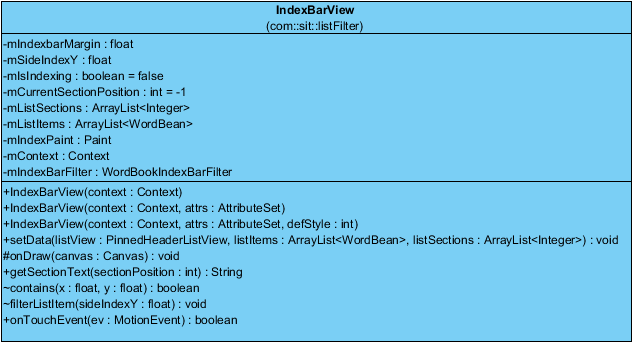 IndexBarView
(com::sit::listFilter)
-mIndexbarMargin : float
-mSideIndexY : float
-mIsIndexing : boolean = false
-mCurrentSectionPosition : int = -1
-mListSections : ArrayList<Integer>
-mListItems : ArrayList<WordBean>
-mIndexPaint : Paint
-mContext : Context
-mIndexBarFilter : WordBookIndexBarFilter
+IndexBarView(context : Context)
+IndexBarView(context : Context, attrs : AttributeSet)
+IndexBarView(context : Context, attrs : AttributeSet, defStyle : int)
+setData(listView : PinnedHeaderListView, listItems : ArrayList<WordBean>, listSections : ArrayList<Integer>) : void
#onDraw(canvas : Canvas) : void
+getSectionText(sectionPosition : int) : String
~contains(x : float, y : float) : boolean
~filterListItem(sideIndexY : float) : void
+onTouchEvent(ev : MotionEvent) : boolean